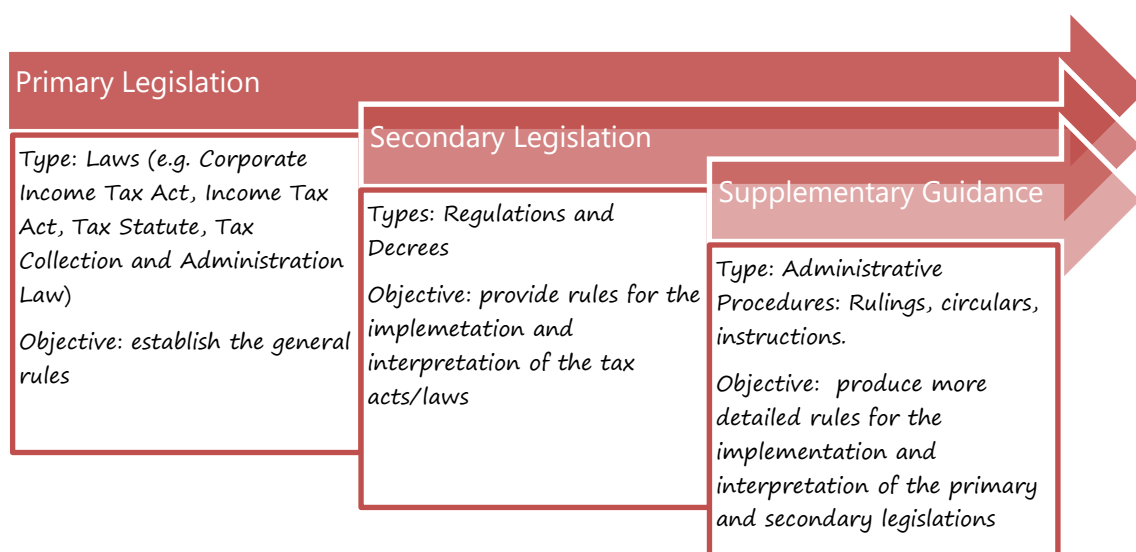 Primary Legislation
Type: Laws (e.g. Corporate
Income Tax Act, Income Tax
Act, Tax Statute, Tax
Collection and Administration
Law)
Objective: establish the general
rules
Secondary Legislation
Types: Regulations and
Decrees
Objective: provide rules for the
implemetation and
interpretation of the tax
acts/laws
Supplementary Guidance
Type: Administrative
Procedures: Rulings, circulars,
instructions.
Objective:  produce more
detailed rules for the
implementation and
interpretation of the primary
and secondary legislations